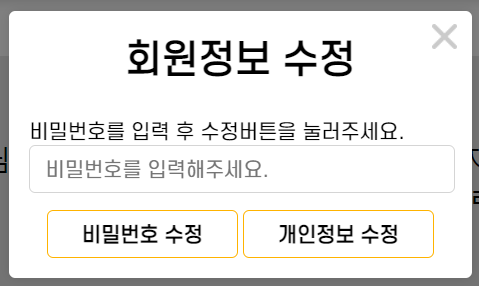 회원정보 수정
비밀번호를 입력 후 수정버튼을 눌러주세요.
비밀번호를 입력해주세요.
비밀번호 수정
개인정보 수정